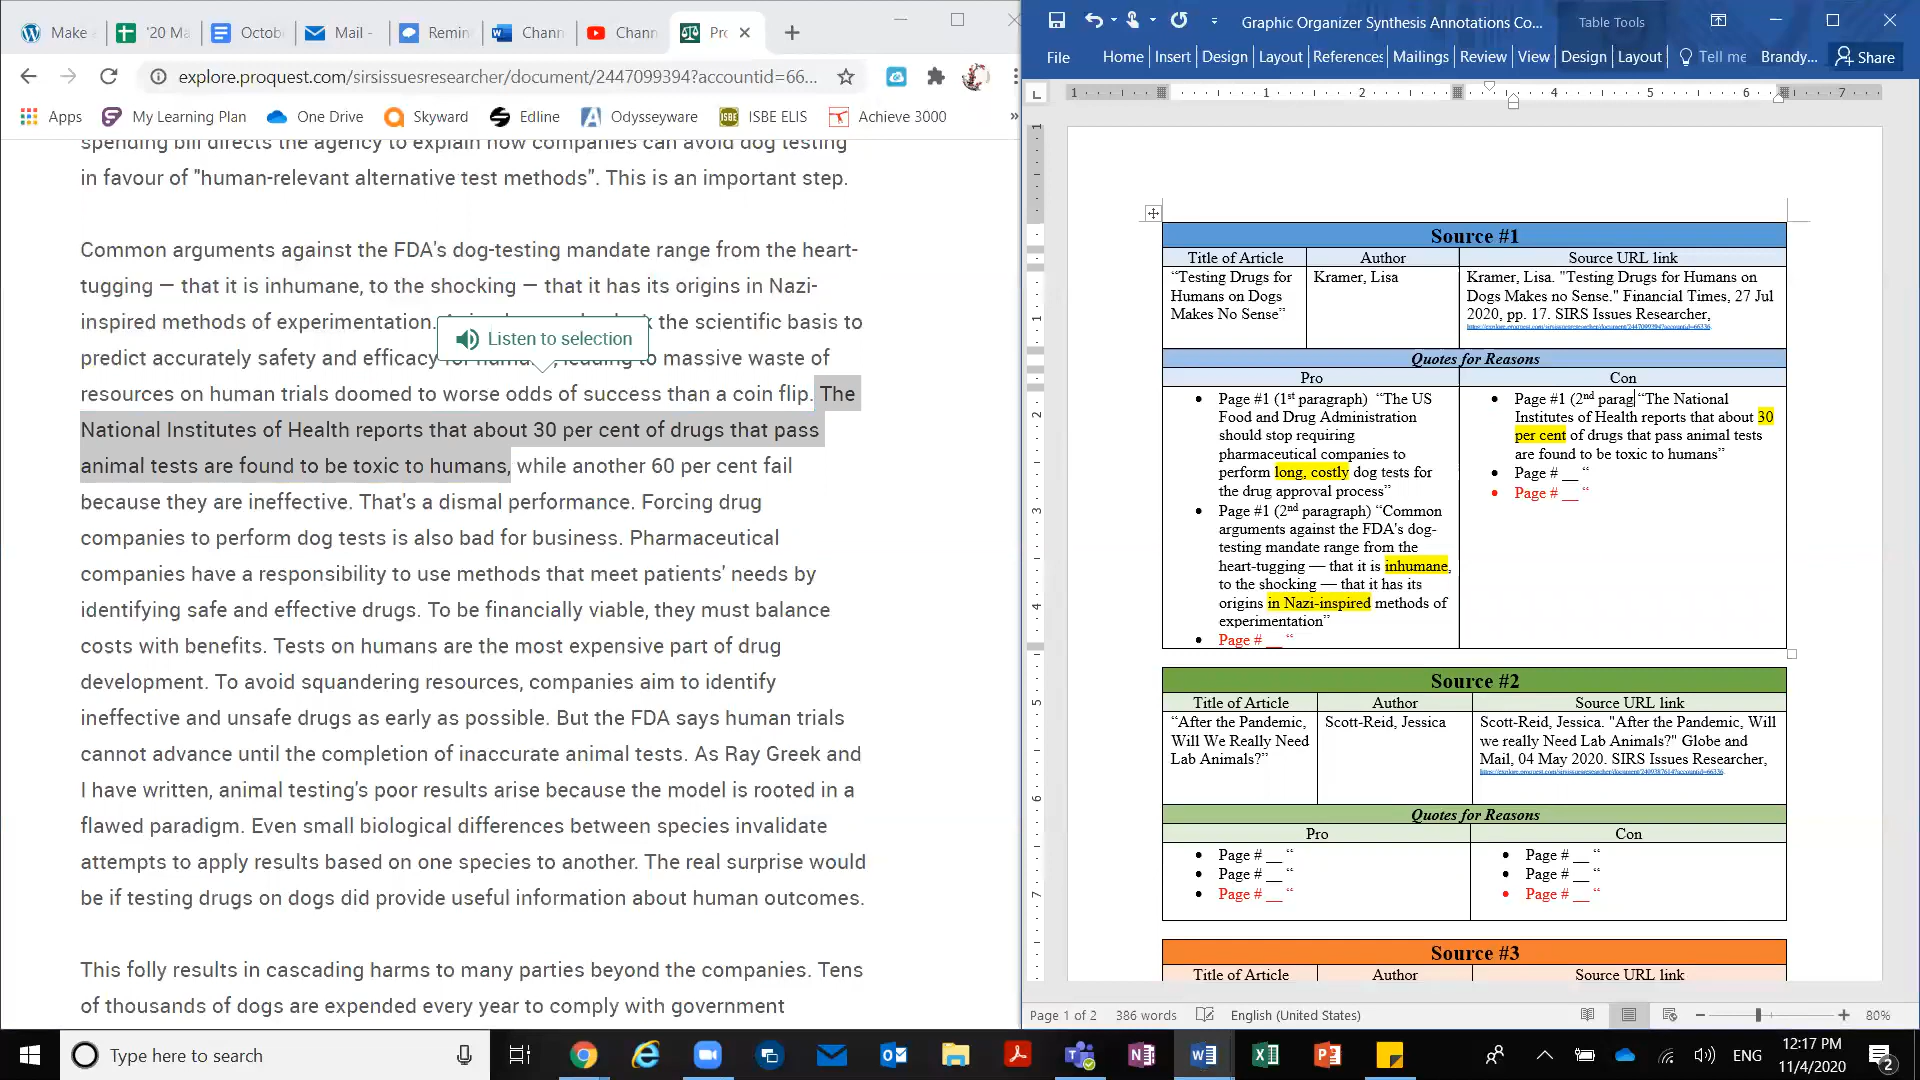 Make
'20 Ma
Octob
Mail -
Remin
Chann
Chann
Pr
explore.proquest.com/sirsissuesresearcher/document/2447099394?accountid=66...
Apps
My Learning Plan
One Drive
Skyward
Edline
Odysseyware
ISBE ELIS
Achieve 3000
»
spending bill directs the agency to explain how companies can avoid dog testing
in favour of "human-relevant alternative test methods". This is an important step.
Common arguments against the FDA's dog-testing mandate range from the heart-
tugging — that it is inhumane, to the shocking — that it has its origins in Nazi-
inspired methods of experimentation. the scientific basis to
Listen to selection
predict accurately safety and efficacy massive waste of
resources on human trials doomed to worse odds of success than a coin flip. The
National Institutes of Health reports that about 30 per cent of drugs that pass
animal tests are found to be toxic to humans, while another 60 per cent fail
because they are ineffective. That's a dismal performance. Forcing drug
companies to perform dog tests is also bad for business. Pharmaceutical
companies have a responsibility to use methods that meet patients' needs by
identifying safe and effective drugs. To be financially viable, they must balance
costs with benefits. Tests on humans are the most expensive part of drug
development. To avoid squandering resources, companies aim to identify
ineffective and unsafe drugs as early as possible. But the FDA says human trials
cannot advance until the completion of inaccurate animal tests. As Ray Greek and
I have written, animal testing's poor results arise because the model is rooted in a
flawed paradigm. Even small biological differences between species invalidate
attempts to apply results based on one species to another. The real surprise would
be if testing drugs on dogs did provide useful information about human outcomes.
This folly results in cascading harms to many parties beyond the companies. Tens
of thousands of dogs are expended every year to comply with government
Graphic Organizer Synthesis Annotations Co...
Table Tools
File
Home
Insert
Design
Layout
References
Mailings
Review
View
Design
Layout
Tell me
Brandy...
Share
Source #1
Title of Article
Author
Source URL link
“Testing Drugs for
Humans on Dogs
Makes No Sense”
Kramer, Lisa
Kramer, Lisa. "Testing Drugs for Humans on
Dogs Makes no Sense." Financial Times, 27 Jul
2020, pp. 17. SIRS Issues Researcher,
https://explore.proquest.com/sirsissuesresearcher/document/2447099394?accountid=66336.
Quotes for Reasons
Pro
Con
• Page #1 (1st paragraph) “The US
Food and Drug Administration
should stop requiring
pharmaceutical companies to
perform long, costly dog tests for
the drug approval process”
• Page #1 (2nd paragraph) “Common
arguments against the FDA's dog-
testing mandate range from the
heart-tugging — that it is inhumane,
to the shocking — that it has its
origins in Nazi-inspired methods of
experimentation”
• Page # __ “
• Page #1 (2nd parag “The National
Institutes of Health reports that about 30
per cent of drugs that pass animal tests
are found to be toxic to humans”
• Page # __ “
• Page # __ “
Source #2
Title of Article
Author
Source URL link
“After the Pandemic,
Will We Really Need
Lab Animals?”
Scott-Reid, Jessica
Scott-Reid, Jessica. "After the Pandemic, Will
we really Need Lab Animals?" Globe and
Mail, 04 May 2020. SIRS Issues Researcher,
Quotes for Reasons
Pro
Con
• Page # __ “
• Page # __ “
• Page # __ “
• Page # __ “
• Page # __ “
• Page # __ “
Source #3
Title of Article
Author
Source URL link
Page 1 of 2
386 words
English (United States)
80%
Type here to search
ENG
12:17 PM
11/4/2020
2